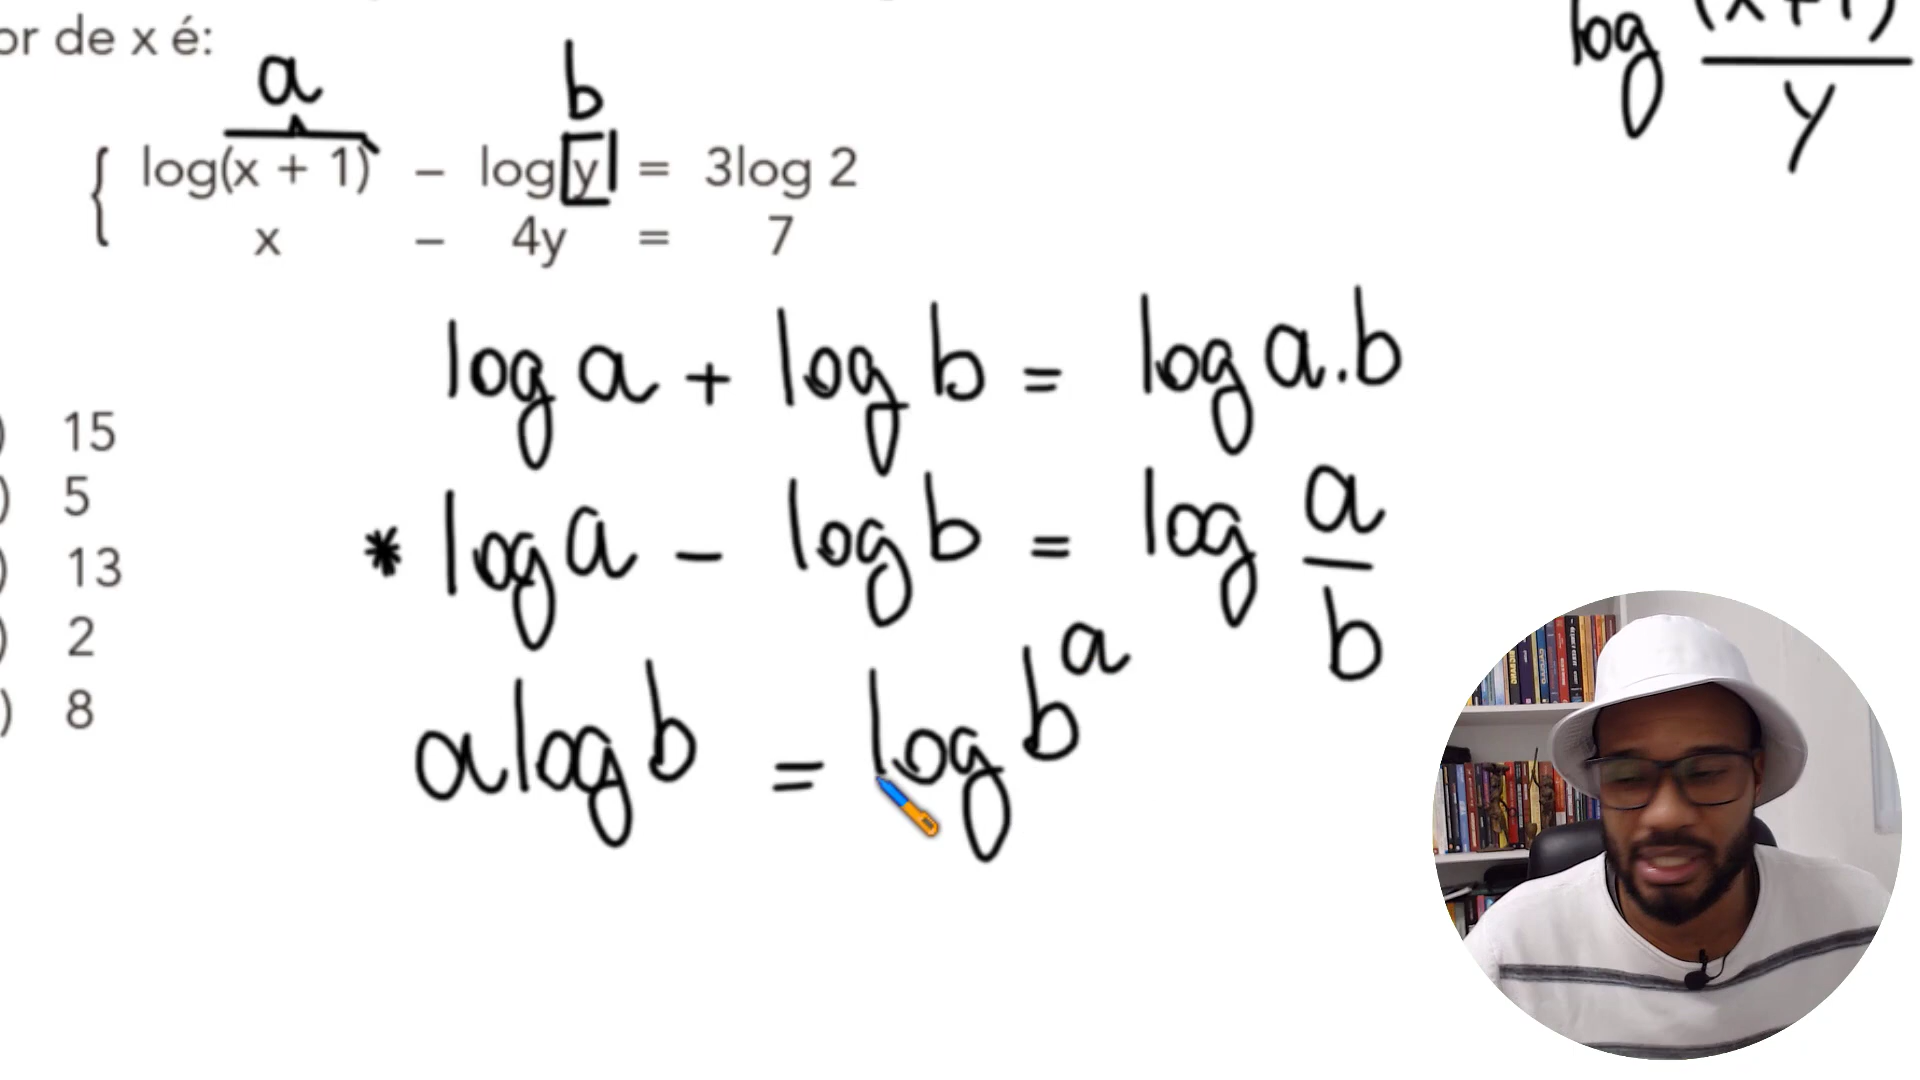 or de x é:
a
b
log (x+1)/y
{ log(x + 1) – log y = 3log 2
x – 4y = 7
log a + log b = log a.b
* log a – log b = log a/b
a log b = log b^a
) 15
) 5
) 13
) 2
) 8